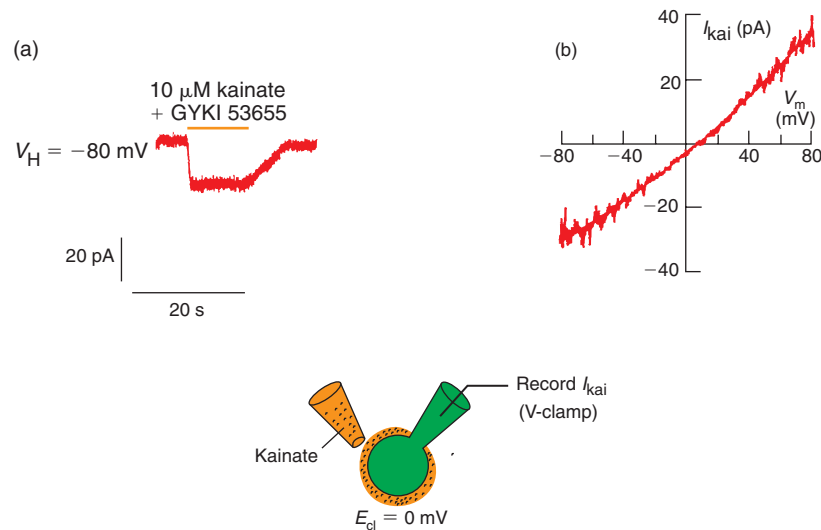 (a)
10 μM kainate
+ GYKI 53655
V_H = −80 mV
20 pA
20 s
(b)
I_kai (pA)
40
20
V_m
(mV)
−80
−40
40
80
−20
−40
Kainate
Record I_kai
(V-clamp)
E_cl = 0 mV